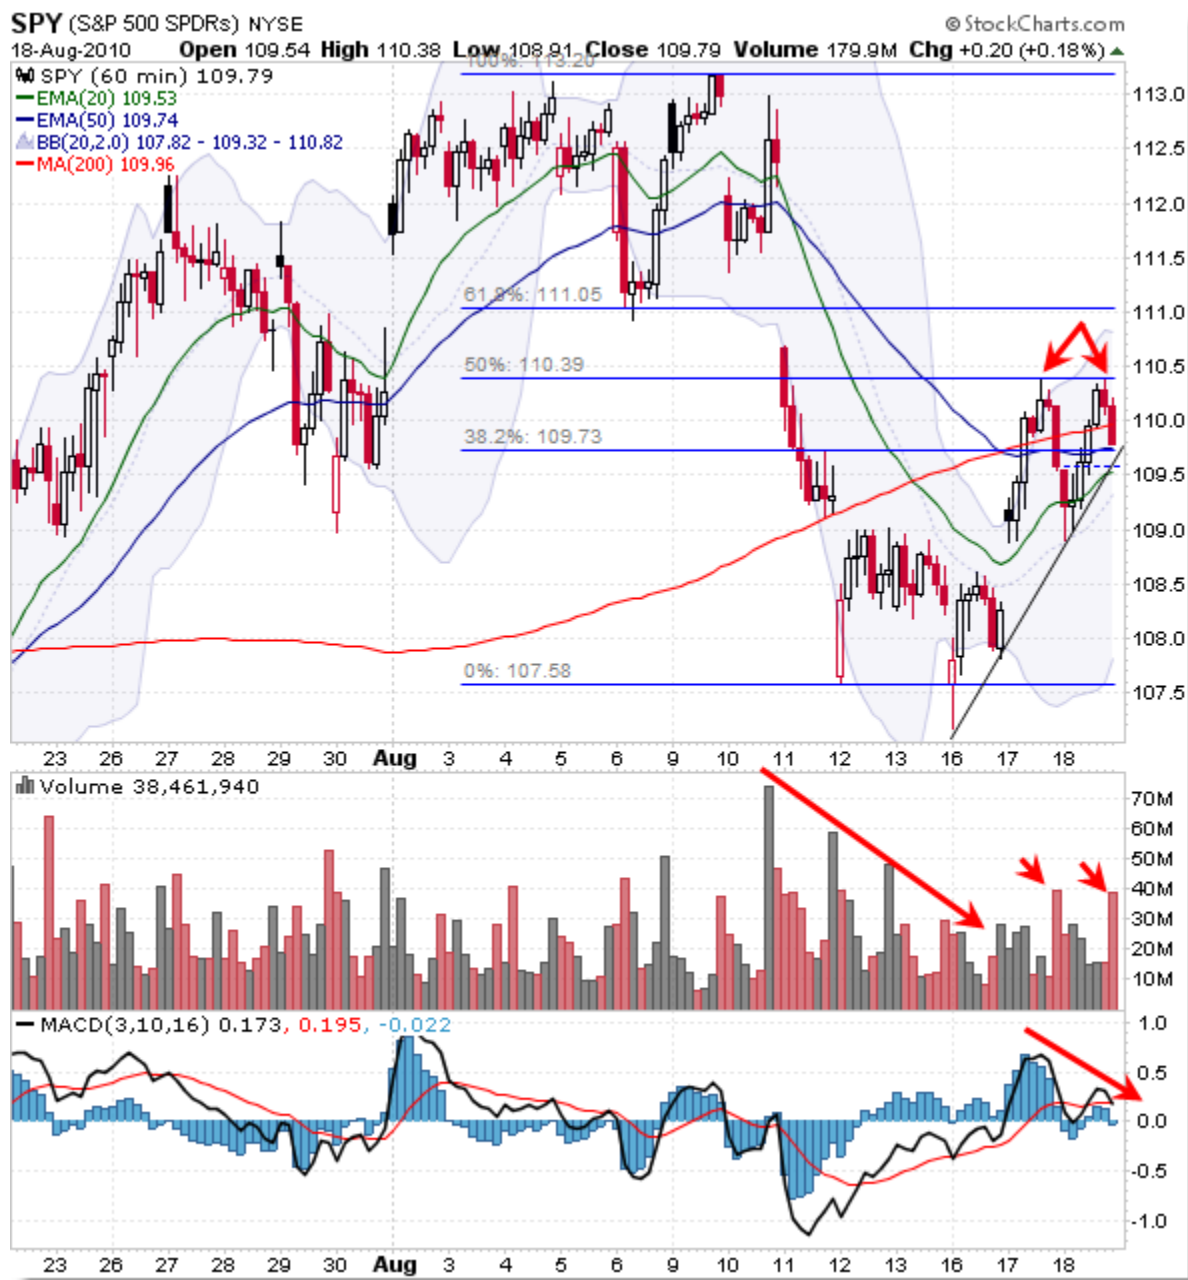 SPY (S&P 500 SPDRs) NYSE © StockCharts.com
18-Aug-2010 Open 109.54 High 110.38 Low 108.91 Close 109.79 Volume 179.9M Chg +0.20 (+0.18%)
100%: 113.20
SPY (60 min) 109.79
EMA(20) 109.53
EMA(50) 109.74
BB(20,2.0) 107.82 - 109.32 - 110.82
MA(200) 109.96
113.0
112.5
112.0
111.5
61.8%: 111.05
111.0
50%: 110.39
110.5
110.0
38.2%: 109.73
109.5
109.0
108.5
108.0
0%: 107.58
107.5
23 26 27 28 29 30 Aug 3 4 5 6 9 10 11 12 13 16 17 18
Volume 38,461,940
70M
60M
50M
40M
30M
20M
10M
MACD(3,10,16) 0.173, 0.195, -0.022
1.0
0.5
0.0
-0.5
-1.0
23 26 27 28 29 30 Aug 3 4 5 6 9 10 11 12 13 16 17 18